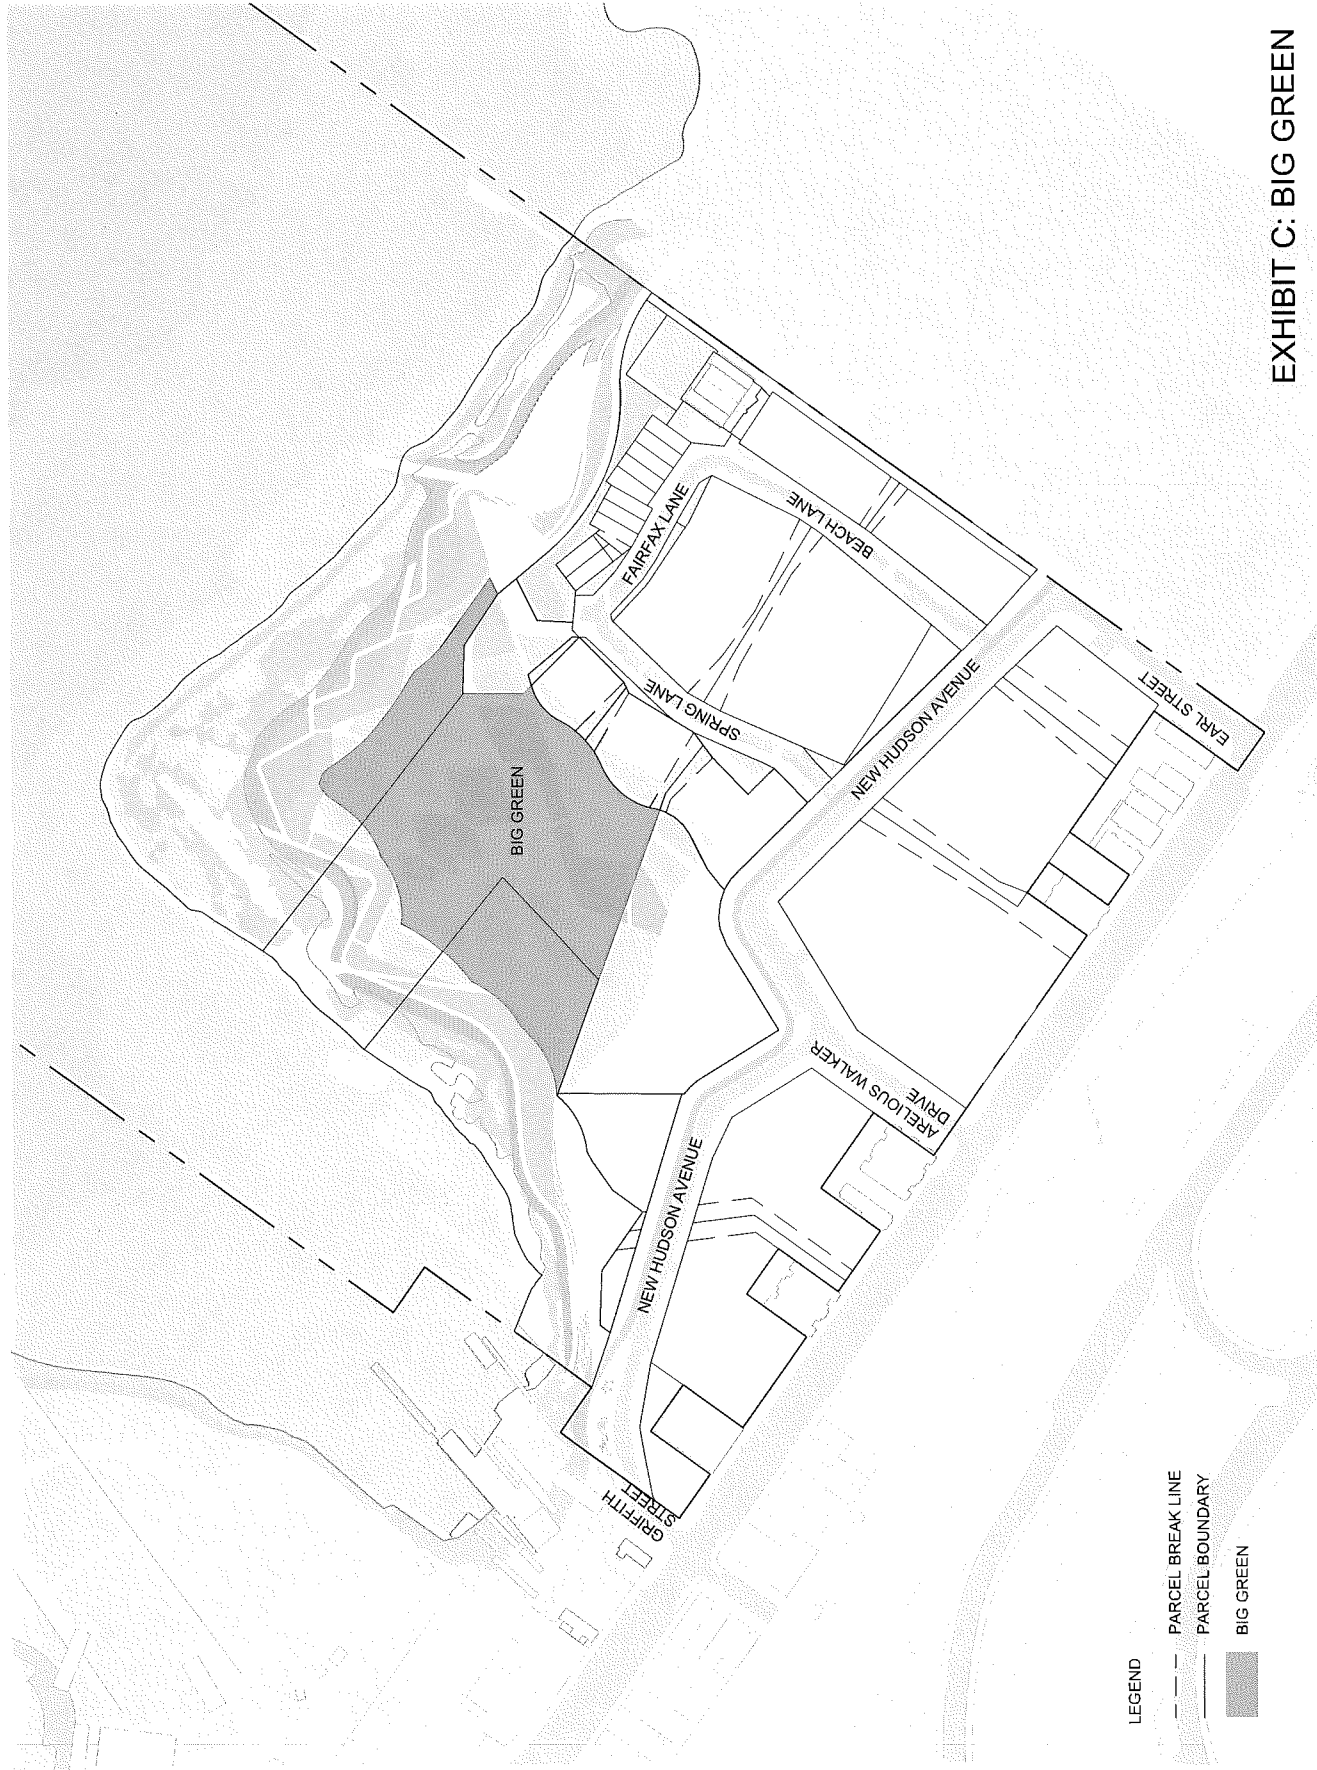 EXHIBIT C: BIG GREEN
BIG GREEN
FAIRFAX LANE
BEACH LANE
SPRING LANE
NEW HUDSON AVENUE
EARL STREET
ARELIOUS WALKER
DRIVE
NEW HUDSON AVENUE
GRIFFITH
STREET
LEGEND
PARCEL BREAK LINE
PARCEL BOUNDARY
BIG GREEN